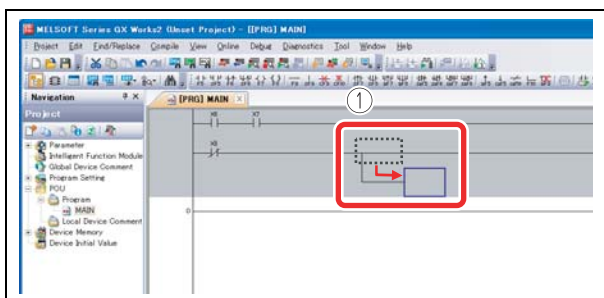 MELSOFT Series GX Works2 (Unset Project) - [[PRG] MAIN]
Project Edit Find/Replace Compile View Online Debug Diagnostics Tool Window Help
Navigation
[PRG] MAIN
1
Project
X6 X7
Parameter
Intelligent Function Module
Global Device Comment
Program Setting
POU
Program
MAIN
Local Device Comment
Device Memory
Device Initial Value
X8
0